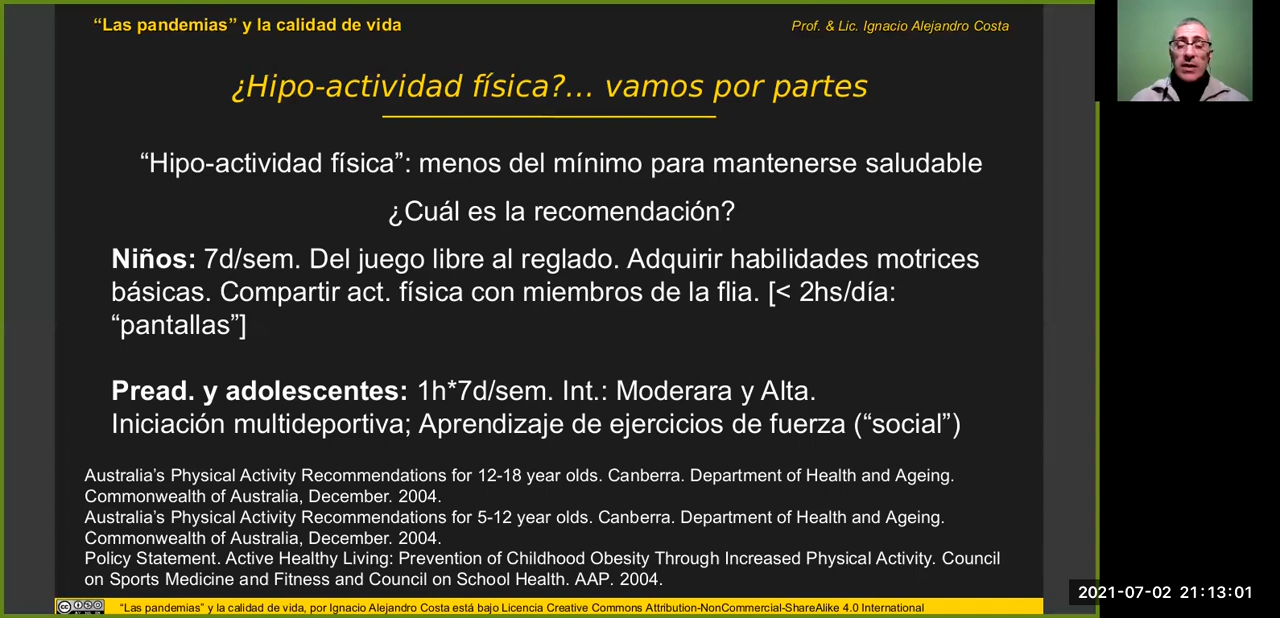 “Las pandemias” y la calidad de vida
Prof. & Lic. Ignacio Alejandro Costa
¿Hipo-actividad física?... vamos por partes
“Hipo-actividad física”: menos del mínimo para mantenerse saludable
¿Cuál es la recomendación?
Niños: 7d/sem. Del juego libre al reglado. Adquirir habilidades motrices
básicas. Compartir act. física con miembros de la flia. [< 2hs/día:
“pantallas”]
Pread. y adolescentes: 1h*7d/sem. Int.: Moderara y Alta.
Iniciación multideportiva; Aprendizaje de ejercicios de fuerza (“social”)
Australia’s Physical Activity Recommendations for 12-18 year olds. Canberra. Department of Health and Ageing.
Commonwealth of Australia, December. 2004.
Australia’s Physical Activity Recommendations for 5-12 year olds. Canberra. Department of Health and Ageing.
Commonwealth of Australia, December. 2004.
Policy Statement. Active Healthy Living: Prevention of Childhood Obesity Through Increased Physical Activity. Council
on Sports Medicine and Fitness and Council on School Health. AAP. 2004.
“Las pandemias” y la calidad de vida, por Ignacio Alejandro Costa está bajo Licencia Creative Commons Attribution-NonCommercial-ShareAlike 4.0 International
2021-07-02 21:13:01